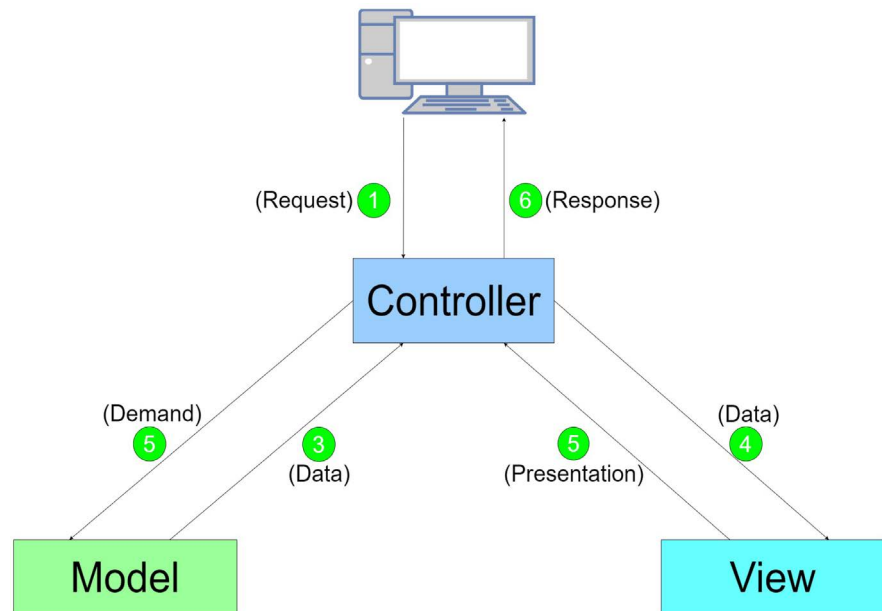 (Request) 1
6 (Response)
Controller
(Demand)
5
3
(Data)
5
(Presentation)
(Data)
4
Model
View